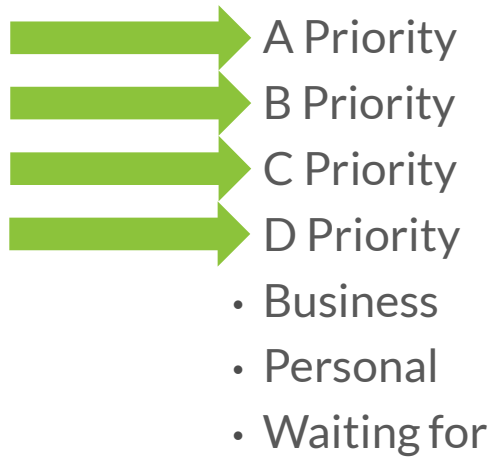 A Priority
B Priority
C Priority
D Priority
• Business
• Personal
• Waiting for